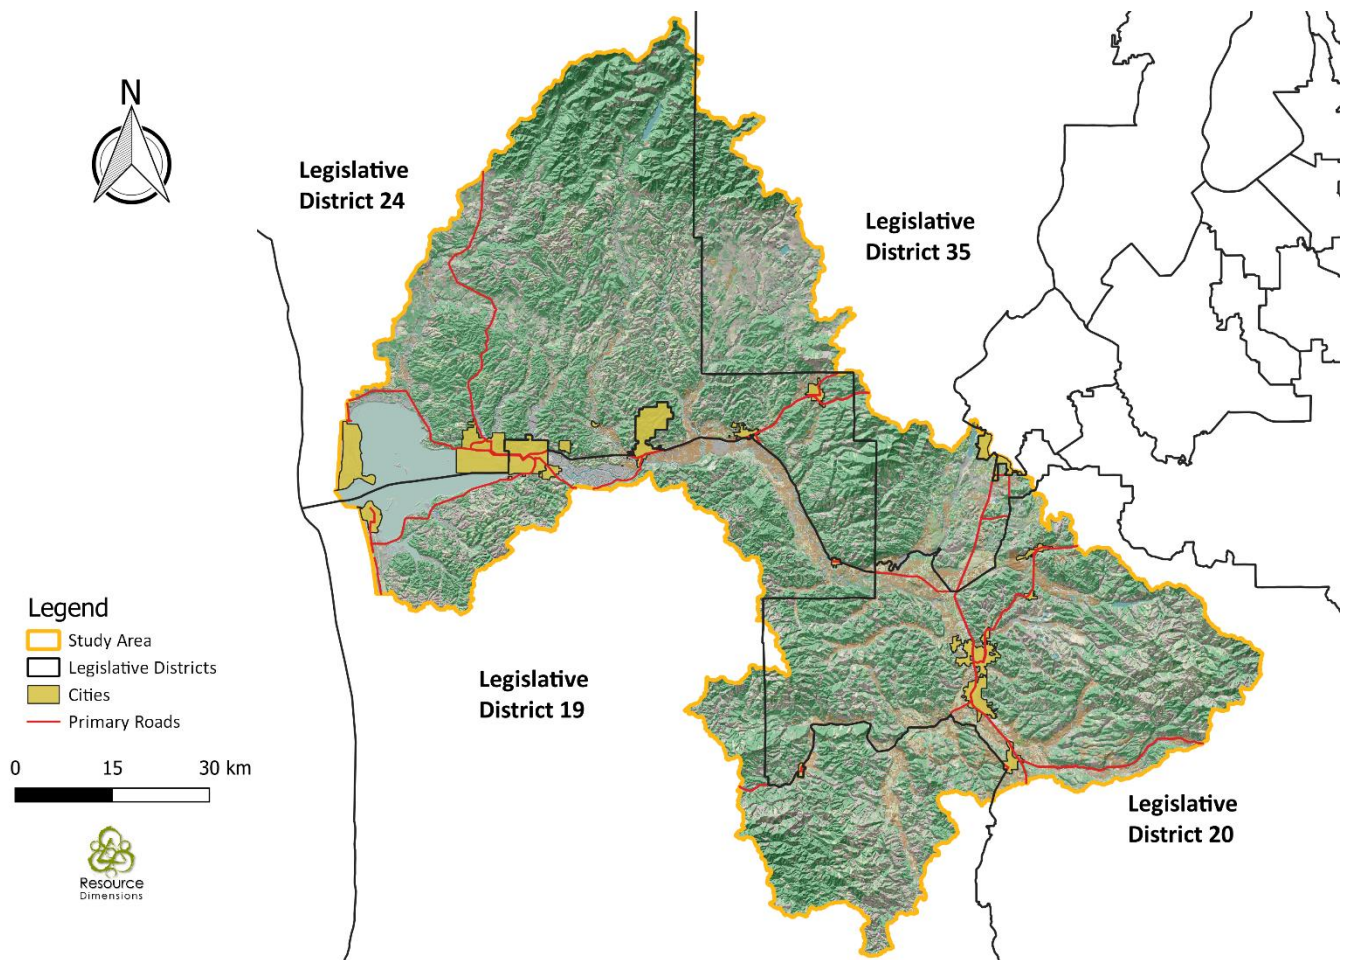 N
Legislative
District 24
Legislative
District 35
Legend
Study Area
Legislative Districts
Cities
Primary Roads
Legislative
District 19
0 15 30 km
Legislative
District 20
Resource
Dimensions